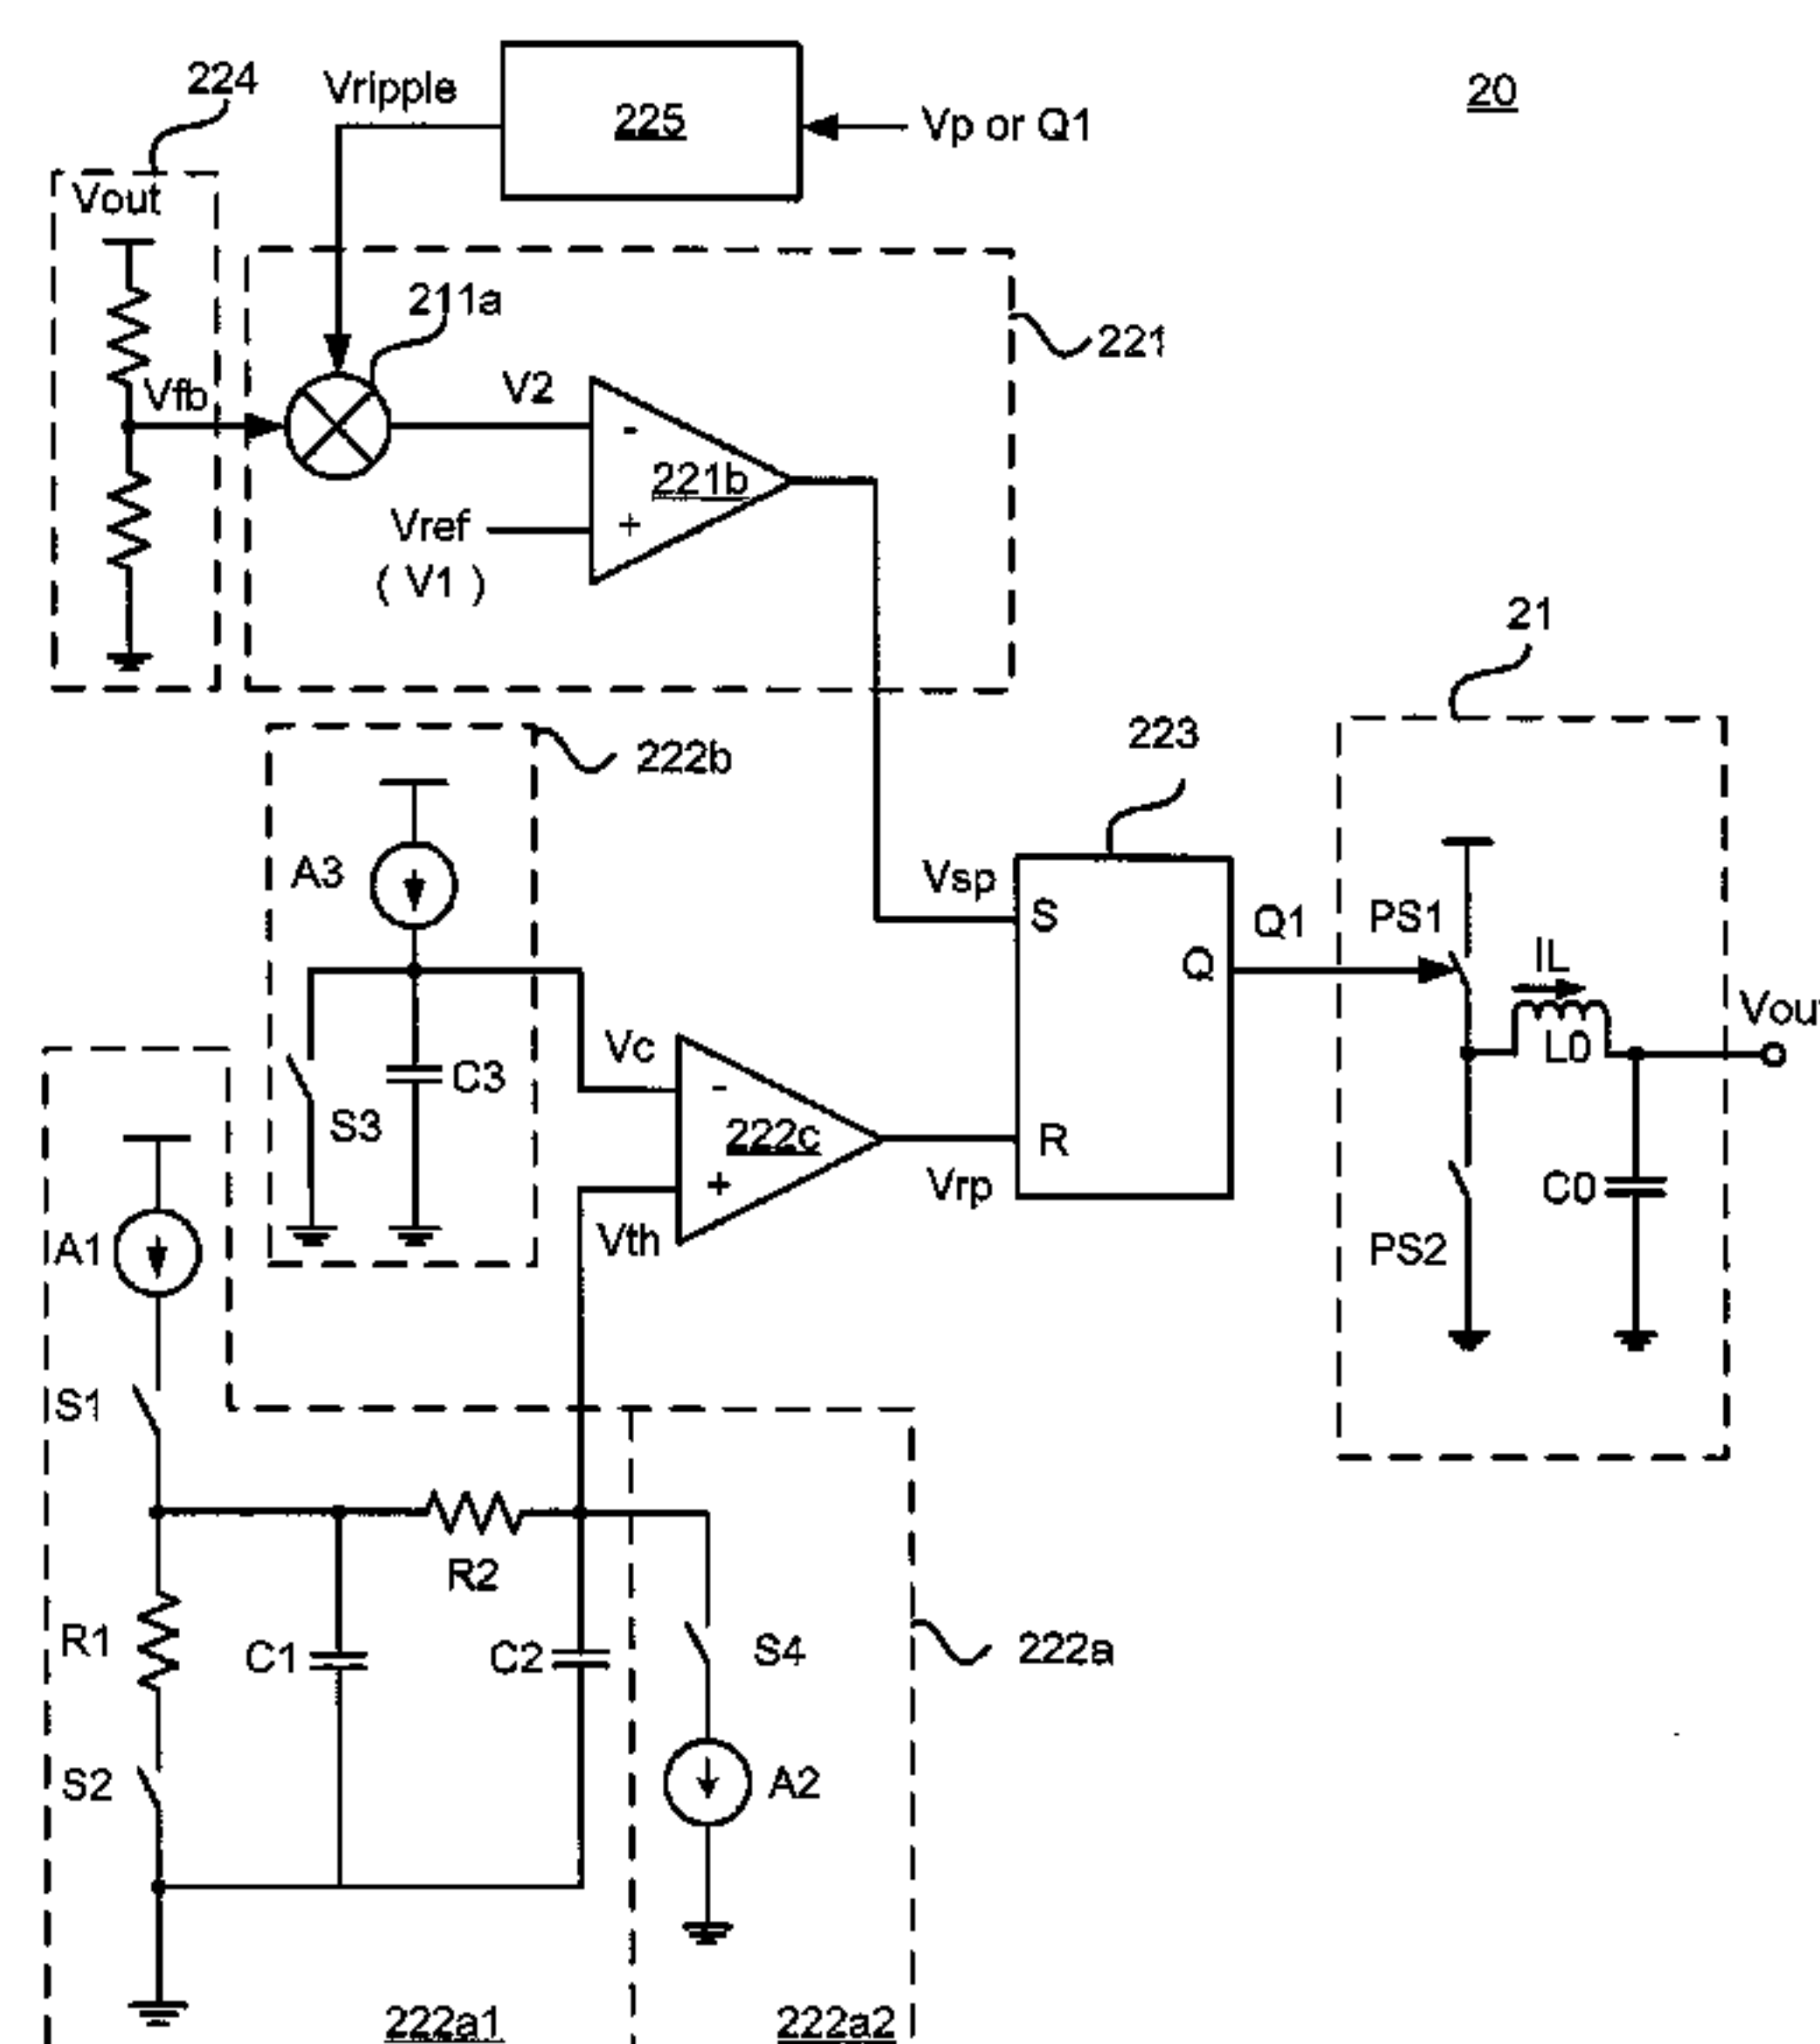 224
Vripple
225
Vp or Q1
20
Vout
211a
221
Vfb
V2
-
221b
Vref
+
( V1 )
21
222b
223
A3
Vsp
S
Q1
PS1
Q
IL
Vout
L0
Vc
C3
-
S3
222c
R
C0
+
Vrp
Vth
A1
PS2
S1
R2
R1
C1
C2
S4
222a
S2
A2
222a1
222a2